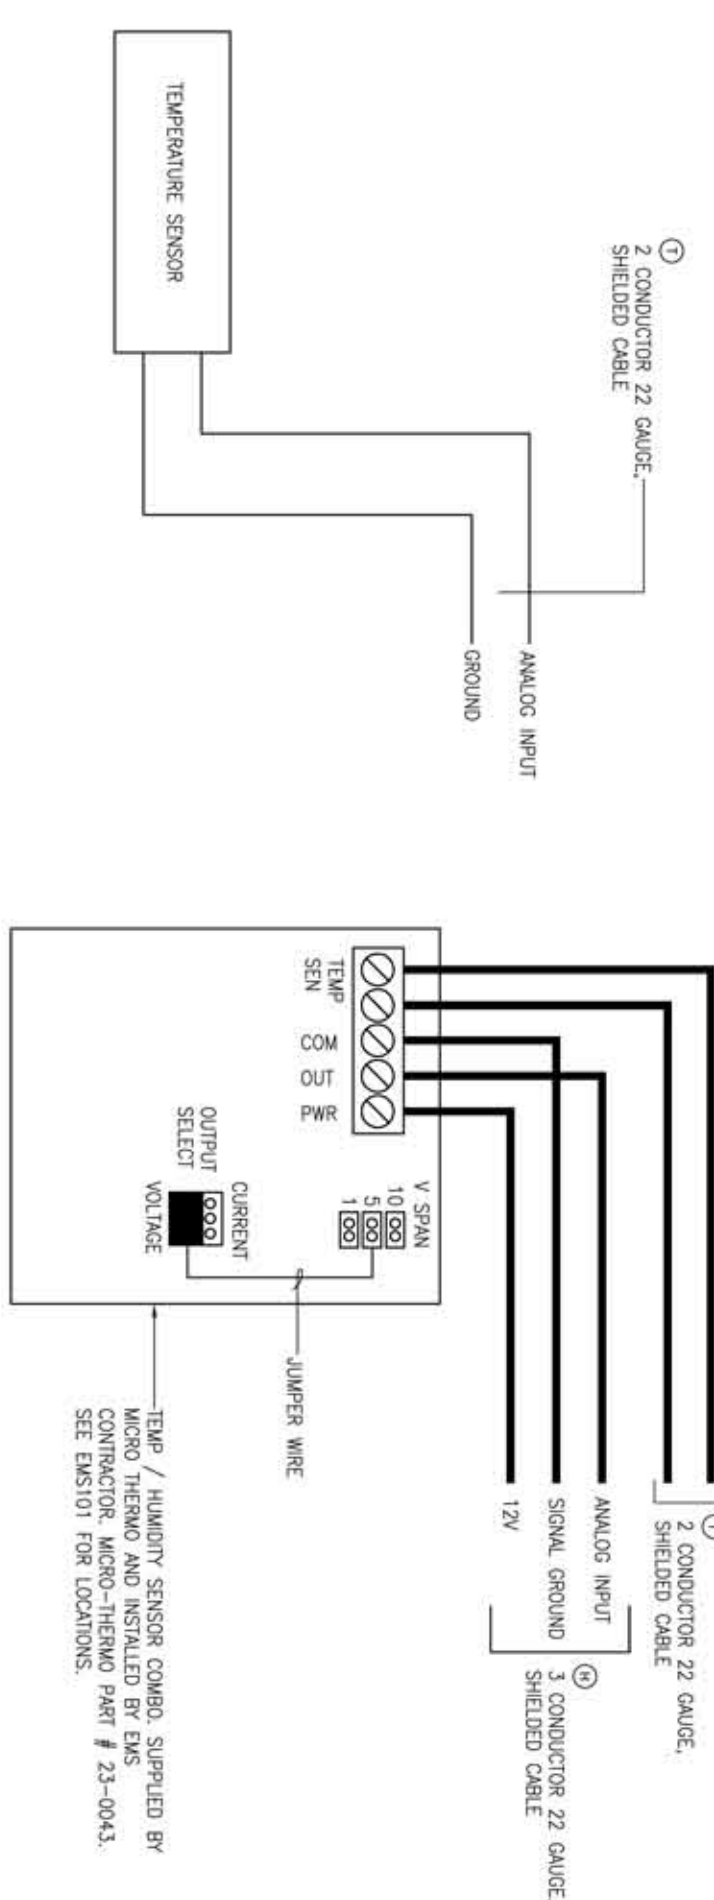 TEMPERATURE SENSOR
T
2 CONDUCTOR 22 GAUGE,
SHIELDED CABLE
ANALOG INPUT
GROUND
TEMP
SEN
COM
OUT
PWR
V SPAN
10
5
1
OUTPUT
SELECT
CURRENT
VOLTAGE
JUMPER WIRE
TEMP / HUMIDITY SENSOR COMBO. SUPPLIED BY
MICRO THERMO AND INSTALLED BY EMS
CONTRACTOR. MICRO-THERMO PART # 23-0043.
SEE EMS101 FOR LOCATIONS.
2 CONDUCTOR 22 GAUGE,
SHIELDED CABLE
ANALOG INPUT
SIGNAL GROUND
12V
H
3 CONDUCTOR 22 GAUGE
SHIELDED CABLE